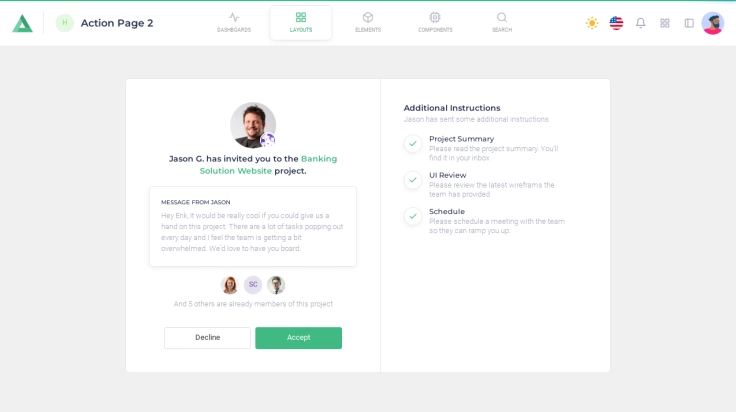 H
Action Page 2
DASHBOARDS
LAYOUTS
ELEMENTS
COMPONENTS
SEARCH
Jason G. has invited you to the Banking
Solution Website project.
MESSAGE FROM JASON
Hey Erik, It would be really cool if you could give us a
hand on this project. There are a lot of tasks popping out
every day and I feel the team is getting a bit
overwhelmed. We'd love to have you board.
SC
And 5 others are already members of this project.
Decline
Accept
Additional Instructions
Jason has sent some additional instructions.
Project Summary
Please read the project summary. You'll
find it in your inbox.
UI Review
Please review the latest wireframes the
team has provided.
Schedule
Please schedule a meeting with the team
so they can ramp you up.